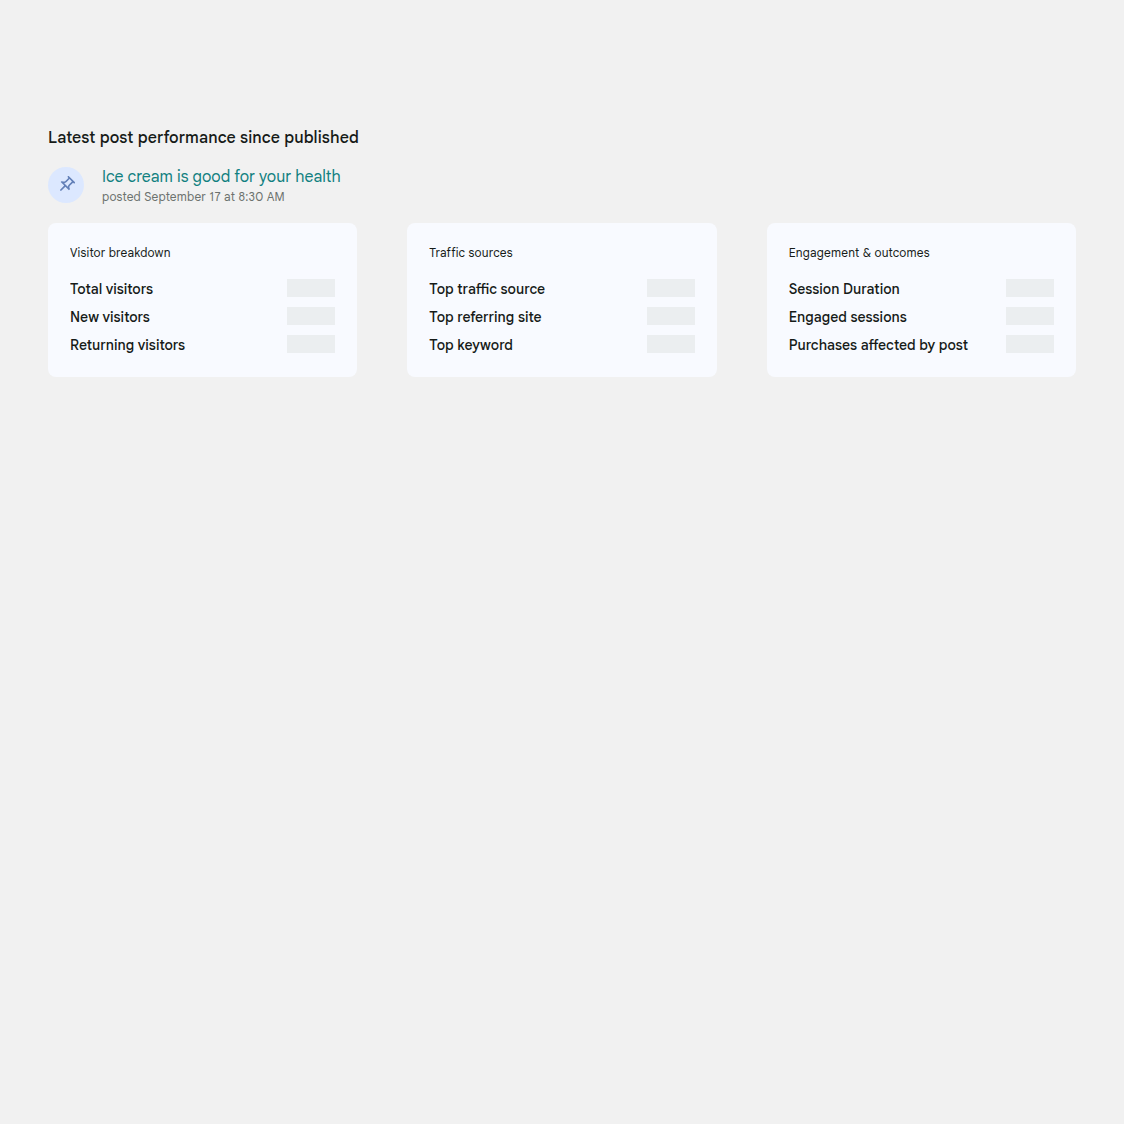 Latest post performance since published
Ice cream is good for your health
posted September 17 at 8:30 AM
Visitor breakdown
Total visitors
New visitors
Returning visitors
Traffic sources
Top traffic source
Top referring site
Top keyword
Engagement & outcomes
Session Duration
Engaged sessions
Purchases affected by post